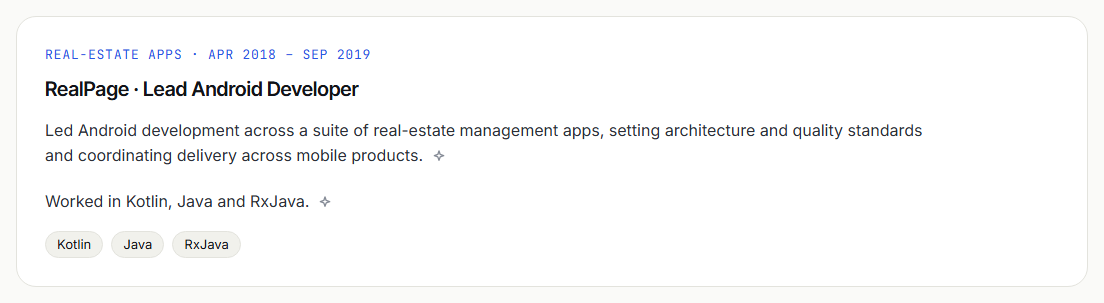 REAL-ESTATE APPS · APR 2018 – SEP 2019
RealPage · Lead Android Developer
Led Android development across a suite of real-estate management apps, setting architecture and quality standards
and coordinating delivery across mobile products.
Worked in Kotlin, Java and RxJava.
Kotlin Java RxJava